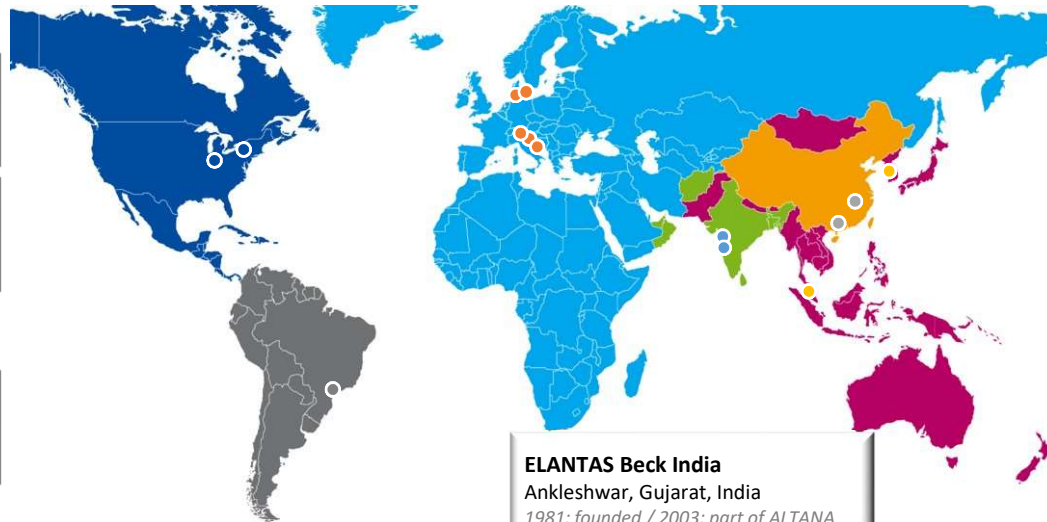 ELANTAS Beck India
Ankleshwar, Gujarat, India
1981: founded / 2003: part of ALTANA